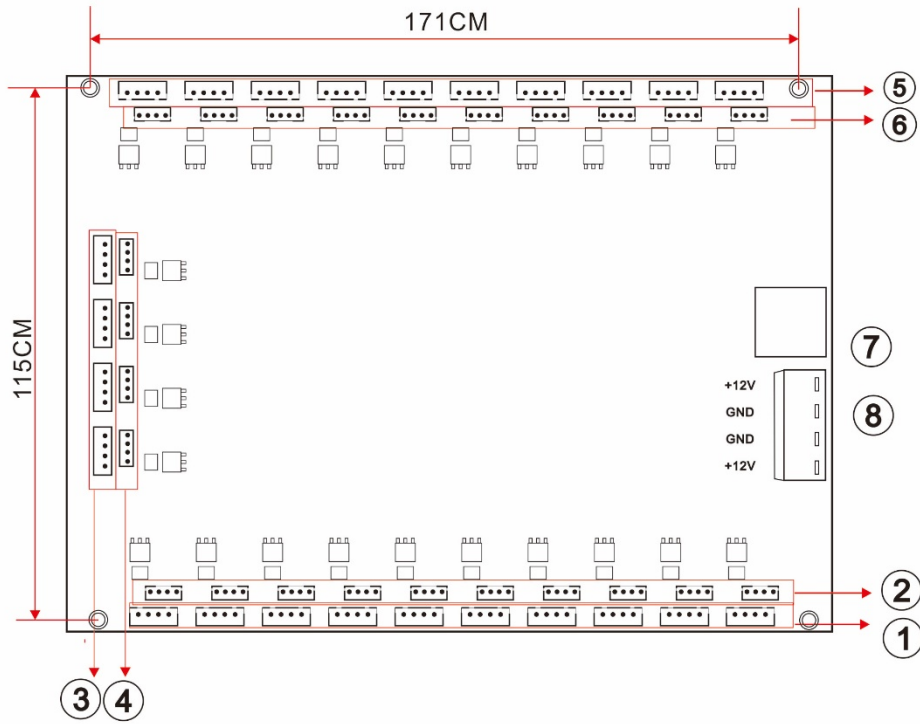 171CM
⑤
⑥
115CM
⑦
+12V
⑧
GND
GND
+12V
②
①
③ ④